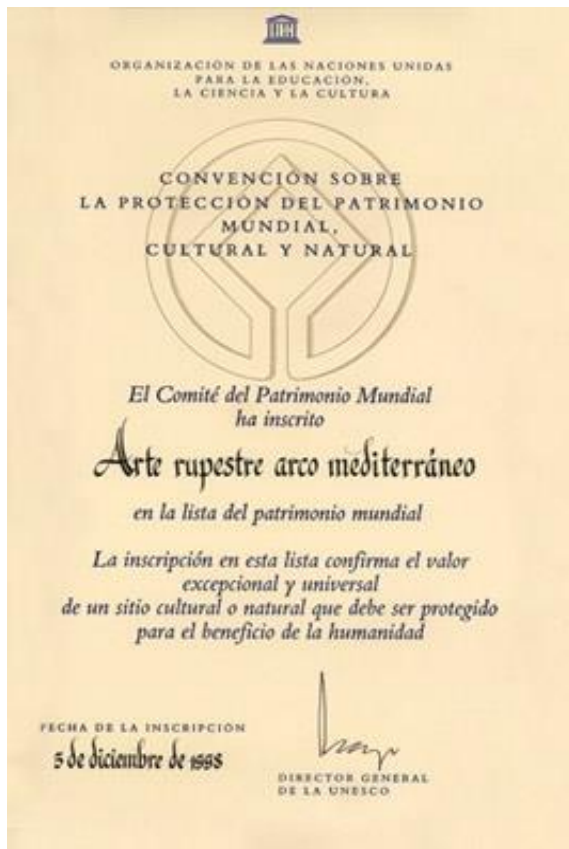 ORGANIZACIÓN DE LAS NACIONES UNIDAS
PARA LA EDUCACIÓN,
LA CIENCIA Y LA CULTURA
CONVENCIÓN SOBRE
LA PROTECCIÓN DEL PATRIMONIO
MUNDIAL,
CULTURAL Y NATURAL
El Comité del Patrimonio Mundial
ha inscrito
Arte rupestre arco mediterráneo
en la lista del patrimonio mundial
La inscripción en esta lista confirma el valor
excepcional y universal
de un sitio cultural o natural que debe ser protegido
para el beneficio de la humanidad
FECHA DE LA INSCRIPCIÓN
5 de diciembre de 1998
DIRECTOR GENERAL
DE LA UNESCO